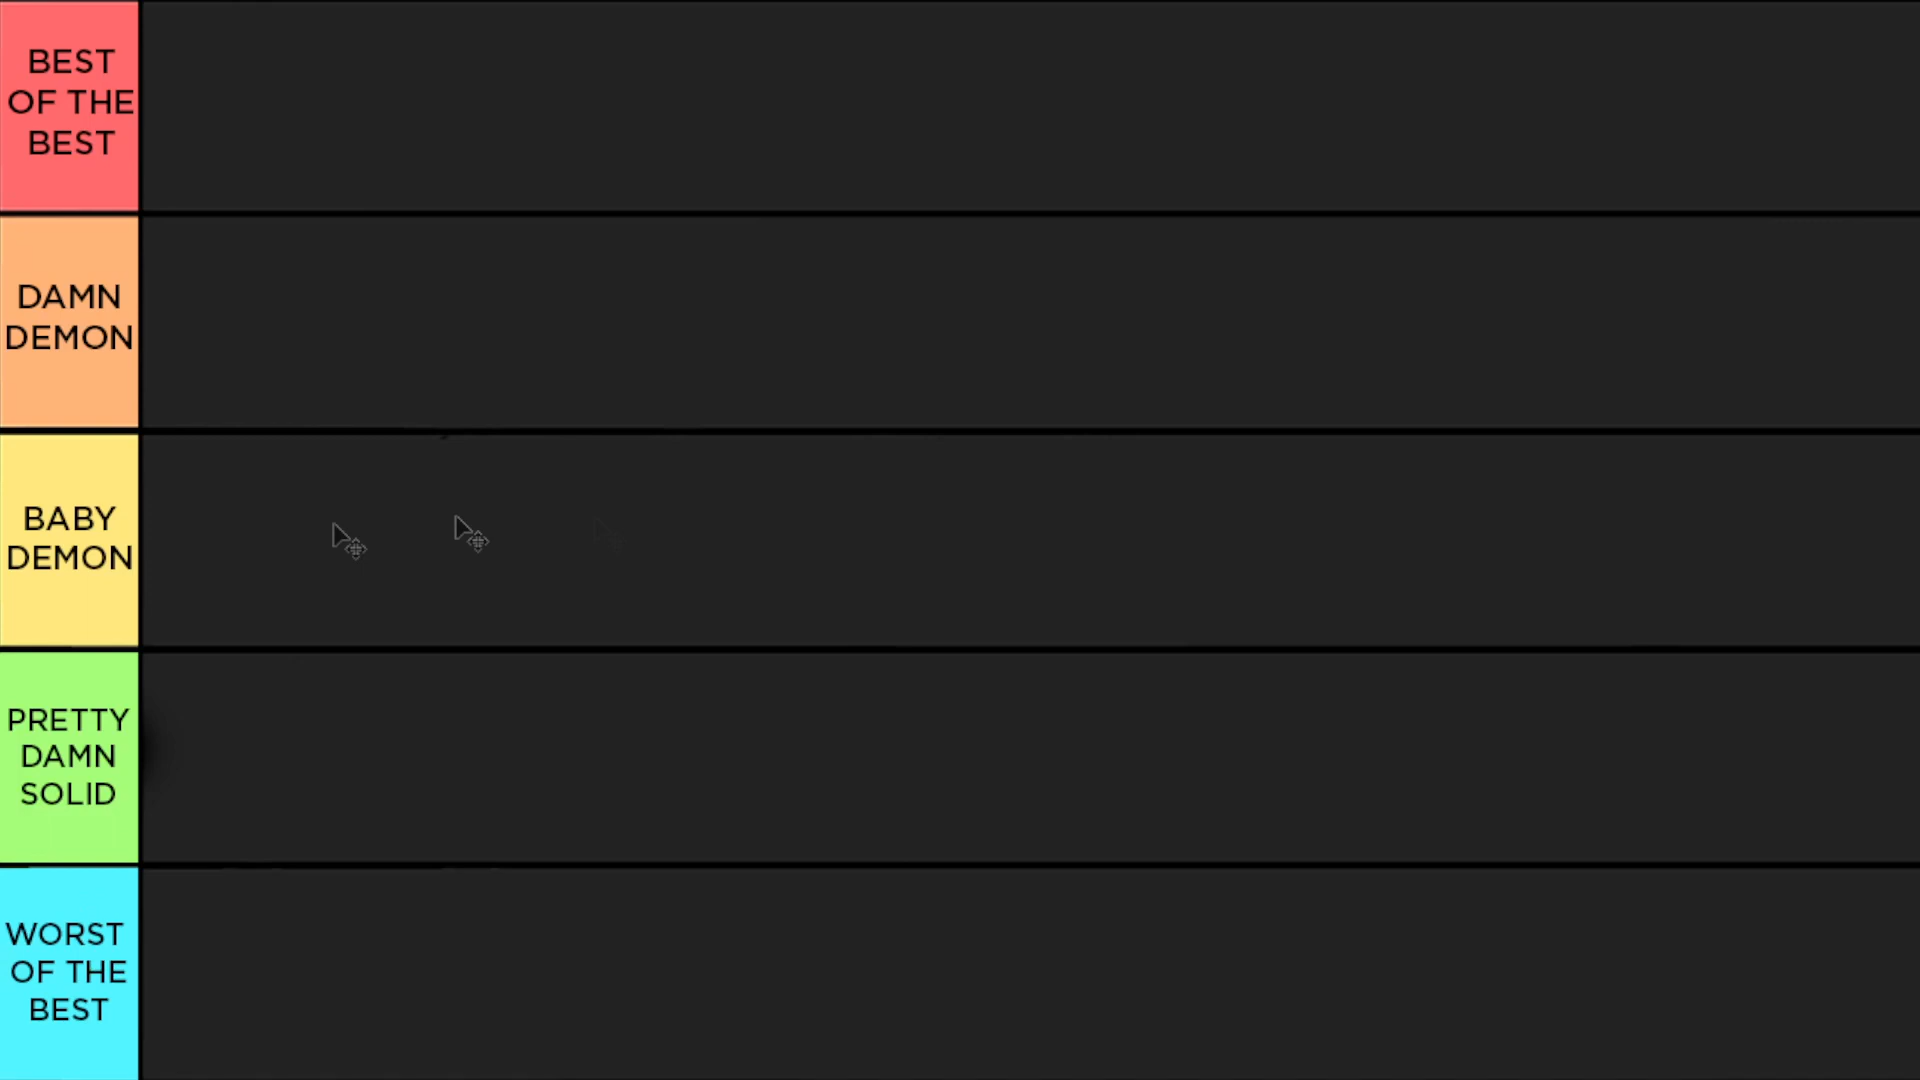 BEST
OF THE
BEST
DAMN
DEMON
BABY
DEMON
PRETTY
DAMN
SOLID
WORST
OF THE
BEST